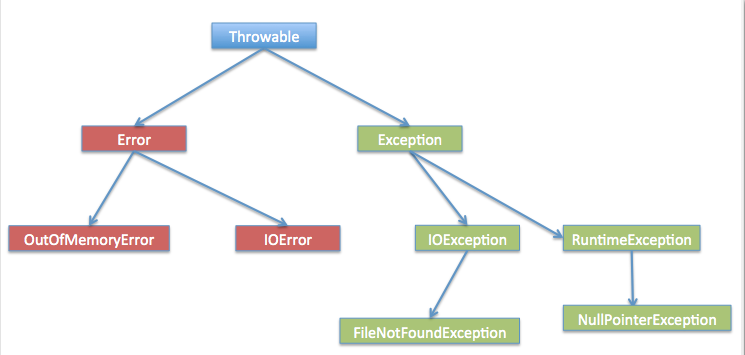 Throwable
Error
Exception
OutOfMemoryError
IOError
IOException
RuntimeException
FileNotFoundException
NullPointerException